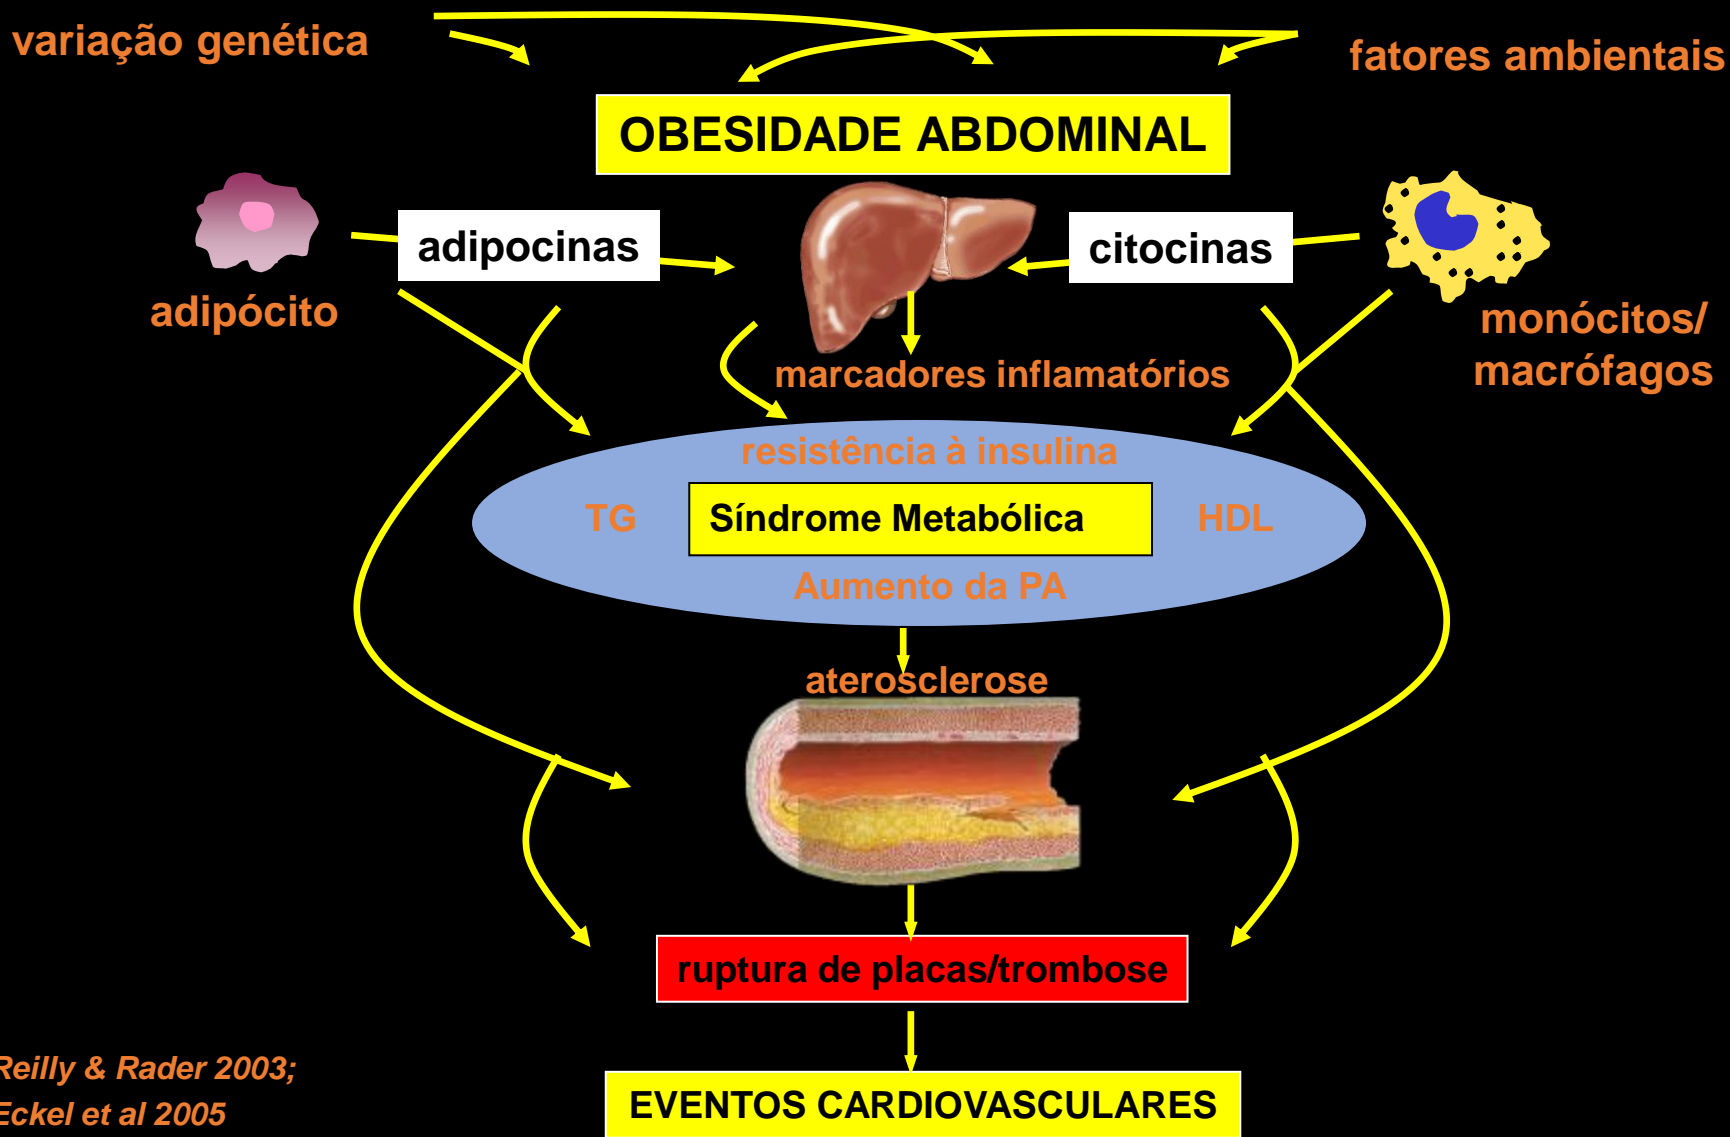 variação genética
fatores ambientais
OBESIDADE ABDOMINAL
adipocinas
citocinas
adipócito
monócitos/
macrófagos
marcadores inflamatórios
resistência à insulina
TG
Síndrome Metabólica
HDL
Aumento da PA
aterosclerose
ruptura de placas/trombose
Reilly & Rader 2003;
Eckel et al 2005
EVENTOS CARDIOVASCULARES